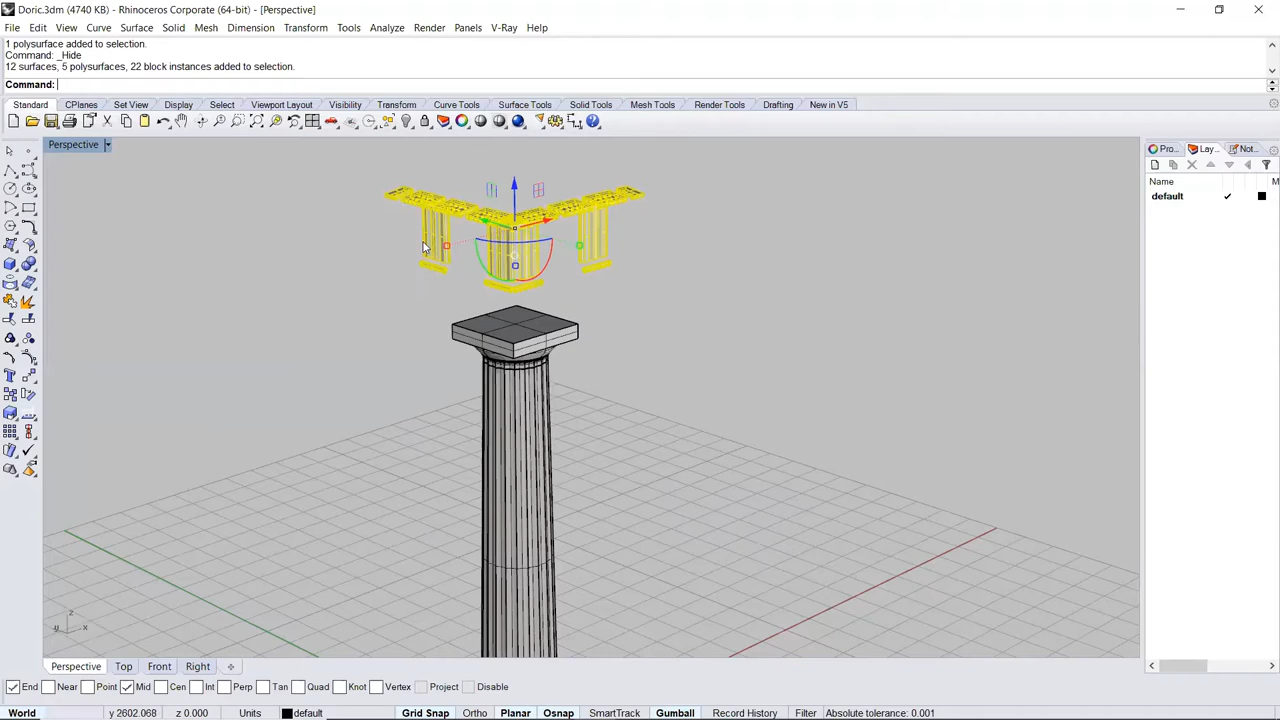 Doric.3dm (4740 KB) - Rhinoceros Corporate (64-bit) - [Perspective]
File Edit View Curve Surface Solid Mesh Dimension Transform Tools Analyze Render Panels V-Ray Help
1 polysurface added to selection.
Command: _Hide
12 surfaces, 5 polysurfaces, 22 block instances added to selection.
Command:
Standard CPlanes Set View Display Select Viewport Layout Visibility Transform Curve Tools Surface Tools Solid Tools Mesh Tools Render Tools Drafting New in V5
Perspective
Pro... Lay... Not...
Name M
default
z
y x
Perspective Top Front Right
End Near Point Mid Cen Int Perp Tan Quad Knot Vertex Project Disable
World y 2602.068 z 0.000 Units default Grid Snap Ortho Planar Osnap SmartTrack Gumball Record History Filter Absolute tolerance: 0.001